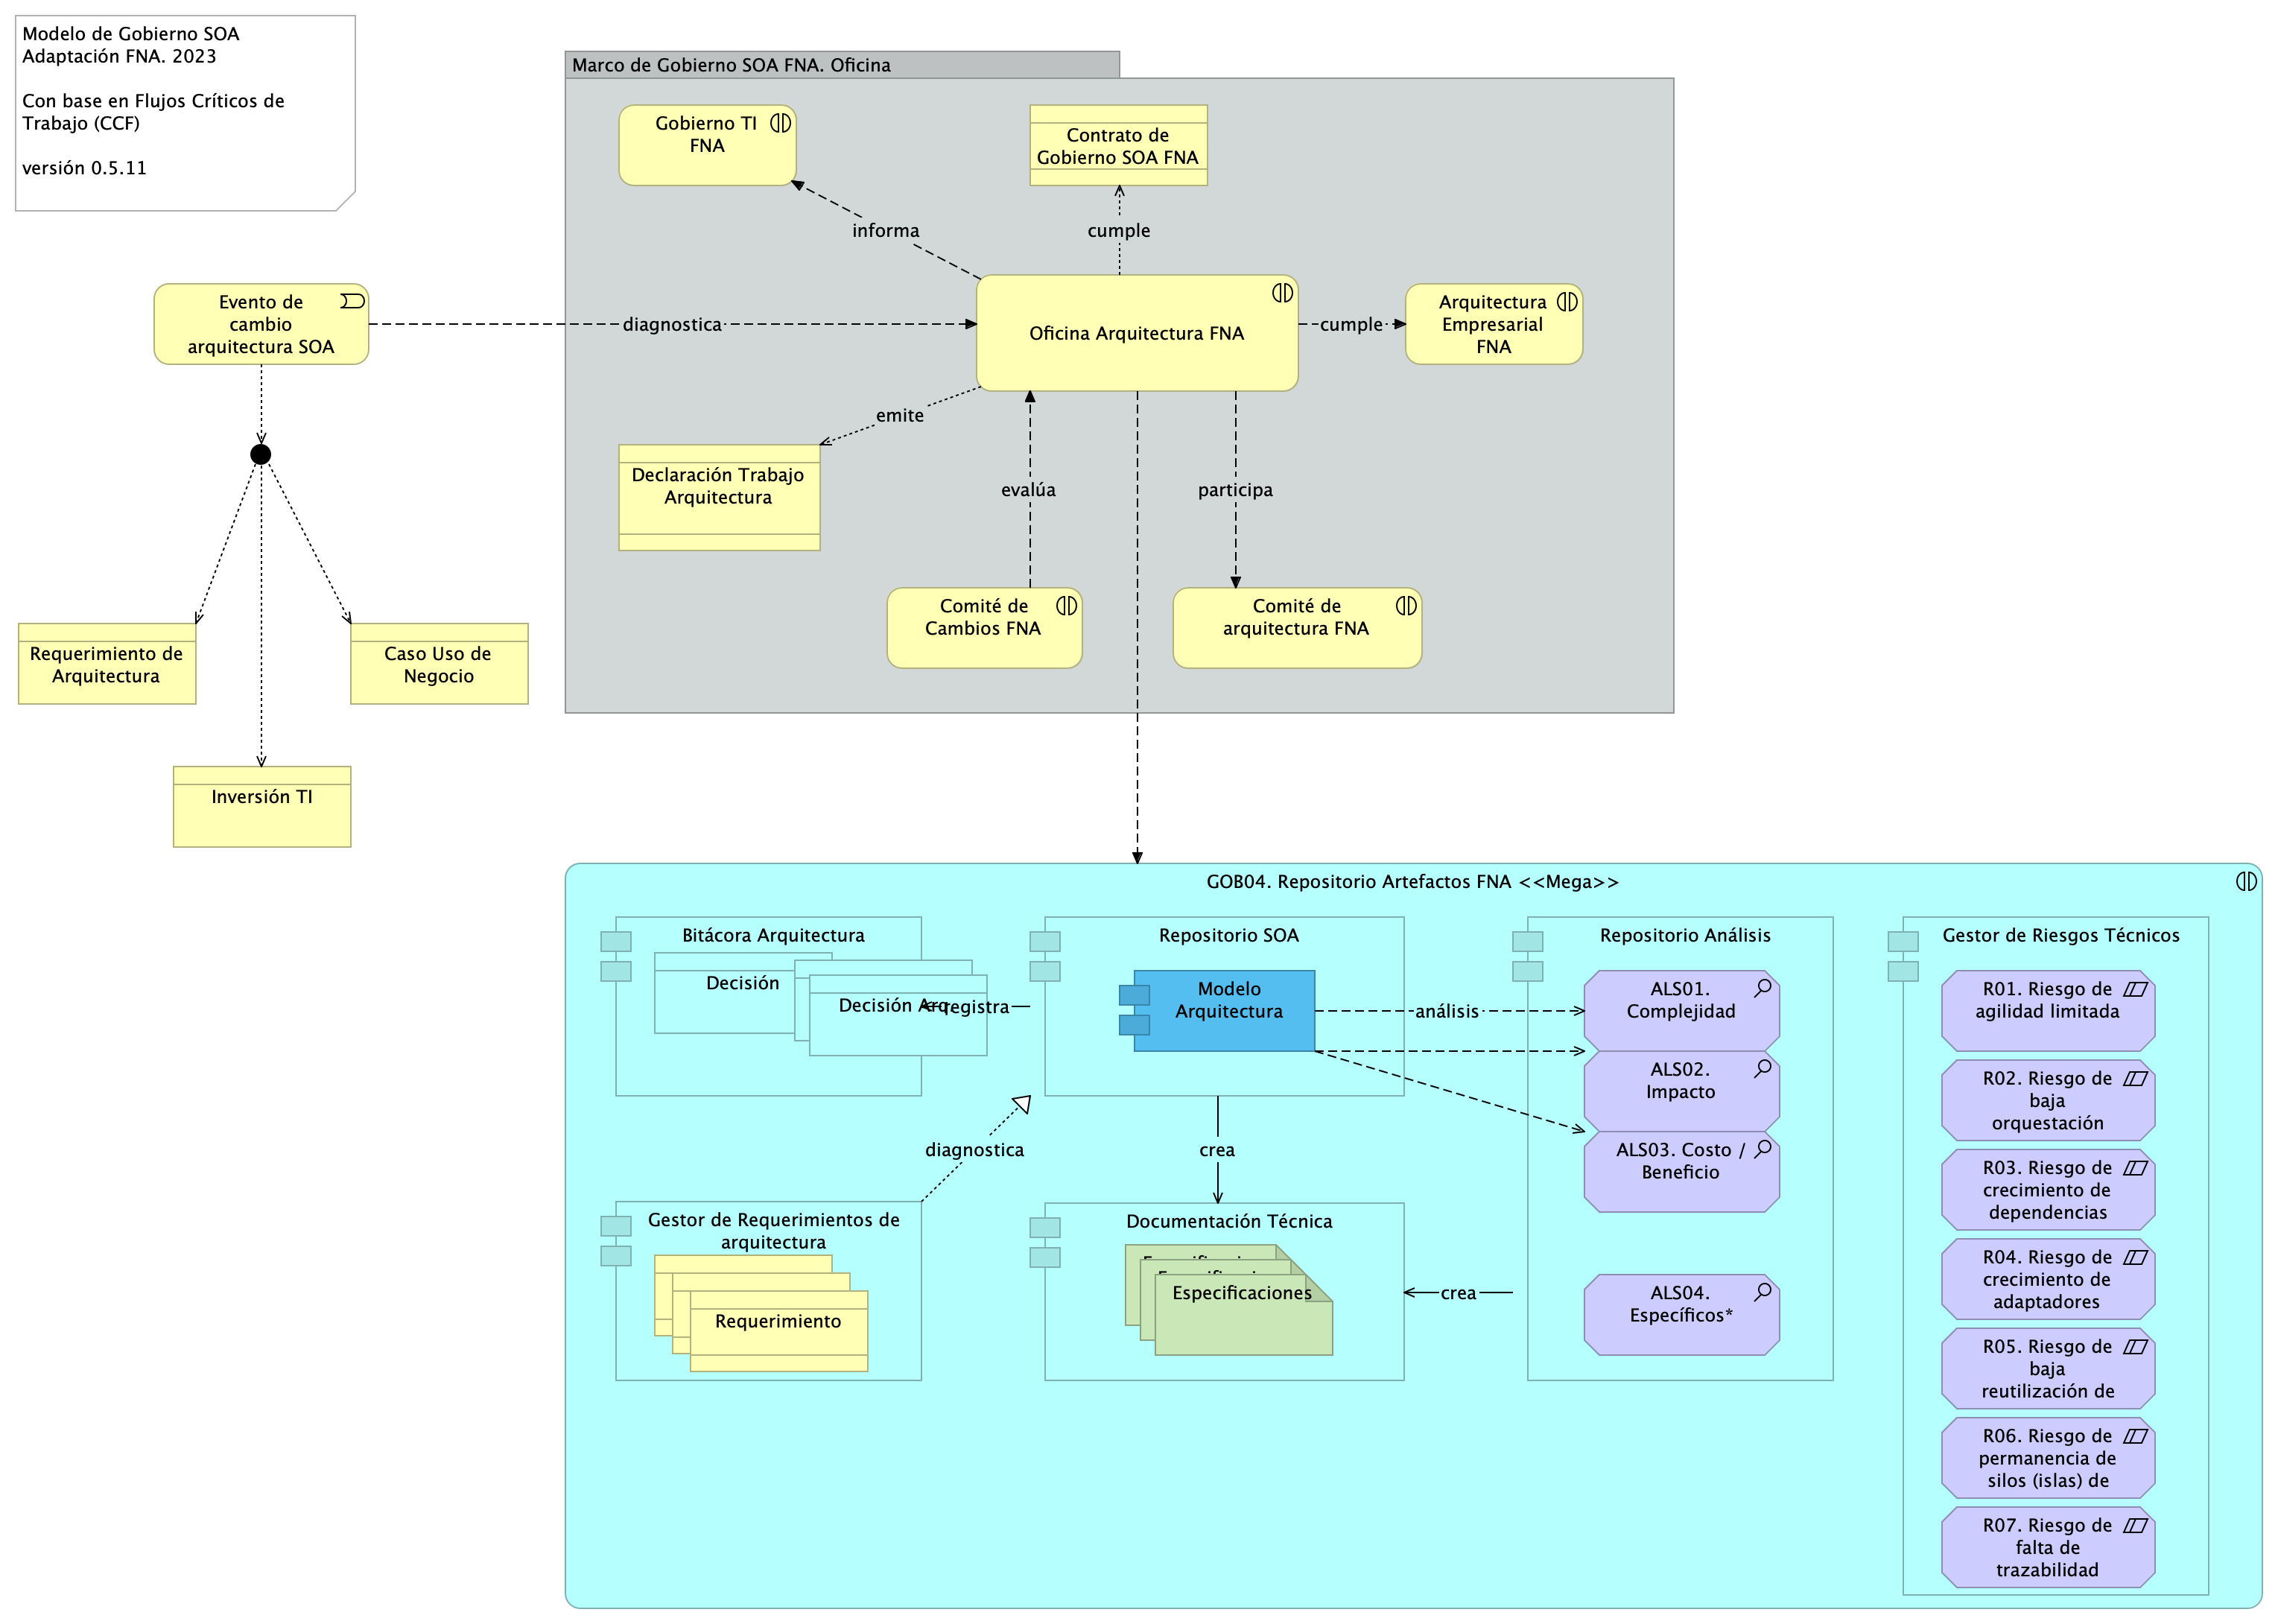 Modelo de Gobierno SOA
Adaptación FNA. 2023
Con base en Flujos Críticos de
Trabajo (CCF)
versión 0.5.11
Marco de Gobierno SOA FNA. Oficina
Gobierno TI
FNA
Contrato de
Gobierno SOA FNA
informa
cumple
Evento de
cambio
arquitectura SOA
diagnostica
Oficina Arquitectura FNA
cumple
Arquitectura
Empresarial
FNA
emite
Declaración Trabajo
Arquitectura
evalúa
participa
Comité de
Cambios FNA
Comité de
arquitectura FNA
Requerimiento de
Arquitectura
Caso Uso de
Negocio
Inversión TI
GOB04. Repositorio Artefactos FNA <<Mega>>
Bitácora Arquitectura
Decisión
Decisión Arq.
registra
Repositorio SOA
Modelo
Arquitectura
análisis
Repositorio Análisis
ALS01.
Complejidad
ALS02.
Impacto
ALS03. Costo /
Beneficio
ALS04.
Específicos*
diagnostica
crea
Gestor de Requerimientos de
arquitectura
Requerimiento
Documentación Técnica
Especificaciones
crea
Gestor de Riesgos Técnicos
R01. Riesgo de
agilidad limitada
R02. Riesgo de
baja
orquestación
R03. Riesgo de
crecimiento de
dependencias
R04. Riesgo de
crecimiento de
adaptadores
R05. Riesgo de
baja
reutilización de
R06. Riesgo de
permanencia de
silos (islas) de
R07. Riesgo de
falta de
trazabilidad